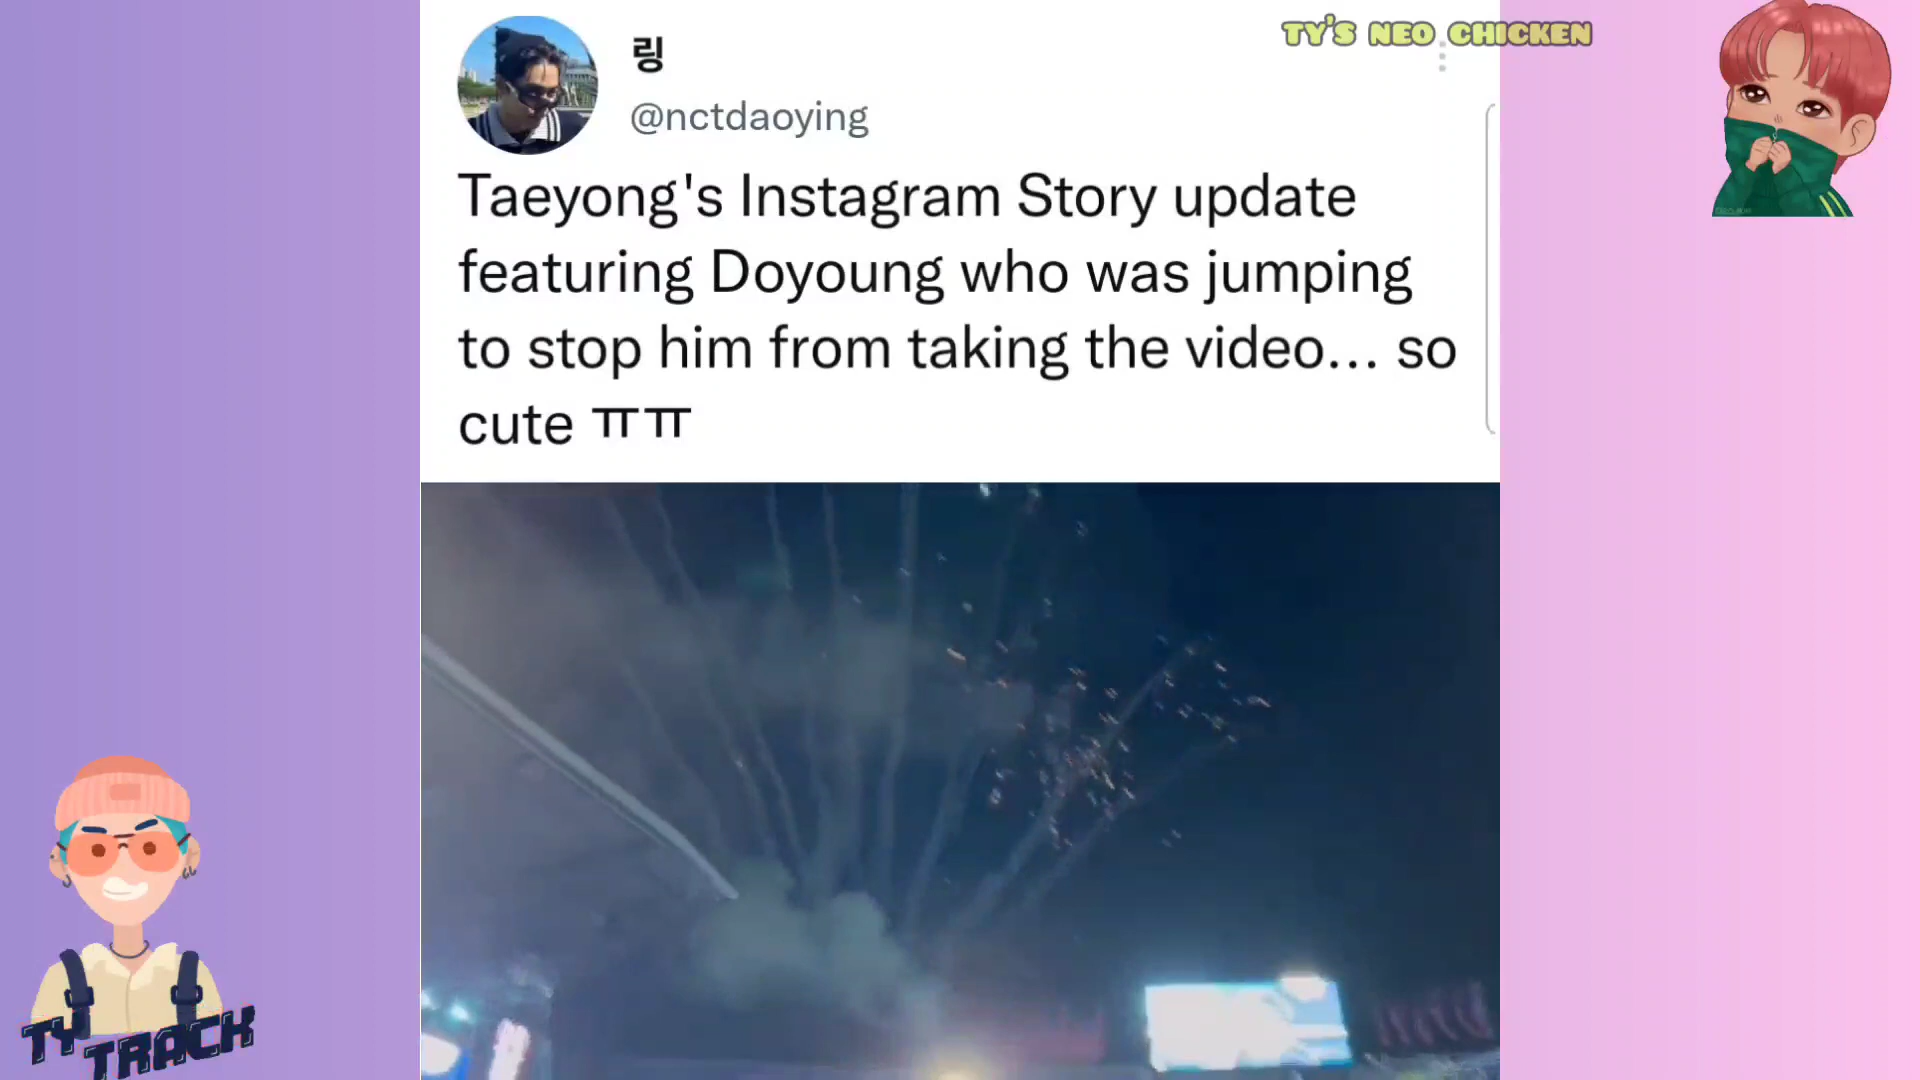 TY'S NEO CHICKEN
링
@nctdaoying
Taeyong's Instagram Story update
featuring Doyoung who was jumping
to stop him from taking the video... so
cute ㅠㅠ
TY
TRACK